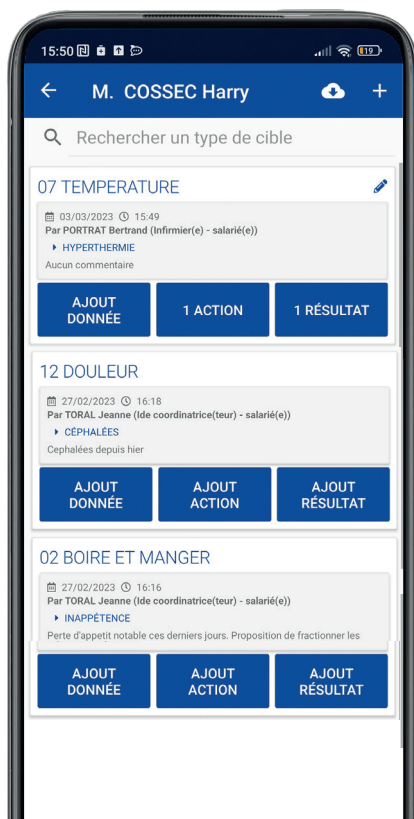 15:50 19
M. COSSEC Harry
Rechercher un type de cible
07 TEMPERATURE
03/03/2023 15:49
Par PORTRAT Bertrand (Infirmier(e) - salarié(e))
HYPERTHERMIE
Aucun commentaire
AJOUT DONNÉE 1 ACTION 1 RÉSULTAT
12 DOULEUR
27/02/2023 16:18
Par TORAL Jeanne (Ide coordinatrice(teur) - salarié(e))
CÉPHALÉES
Cephalées depuis hier
AJOUT DONNÉE AJOUT ACTION AJOUT RÉSULTAT
02 BOIRE ET MANGER
27/02/2023 16:16
Par TORAL Jeanne (Ide coordinatrice(teur) - salarié(e))
INAPPÉTENCE
Perte d'appetit notable ces derniers jours. Proposition de fractionner les
AJOUT DONNÉE AJOUT ACTION AJOUT RÉSULTAT